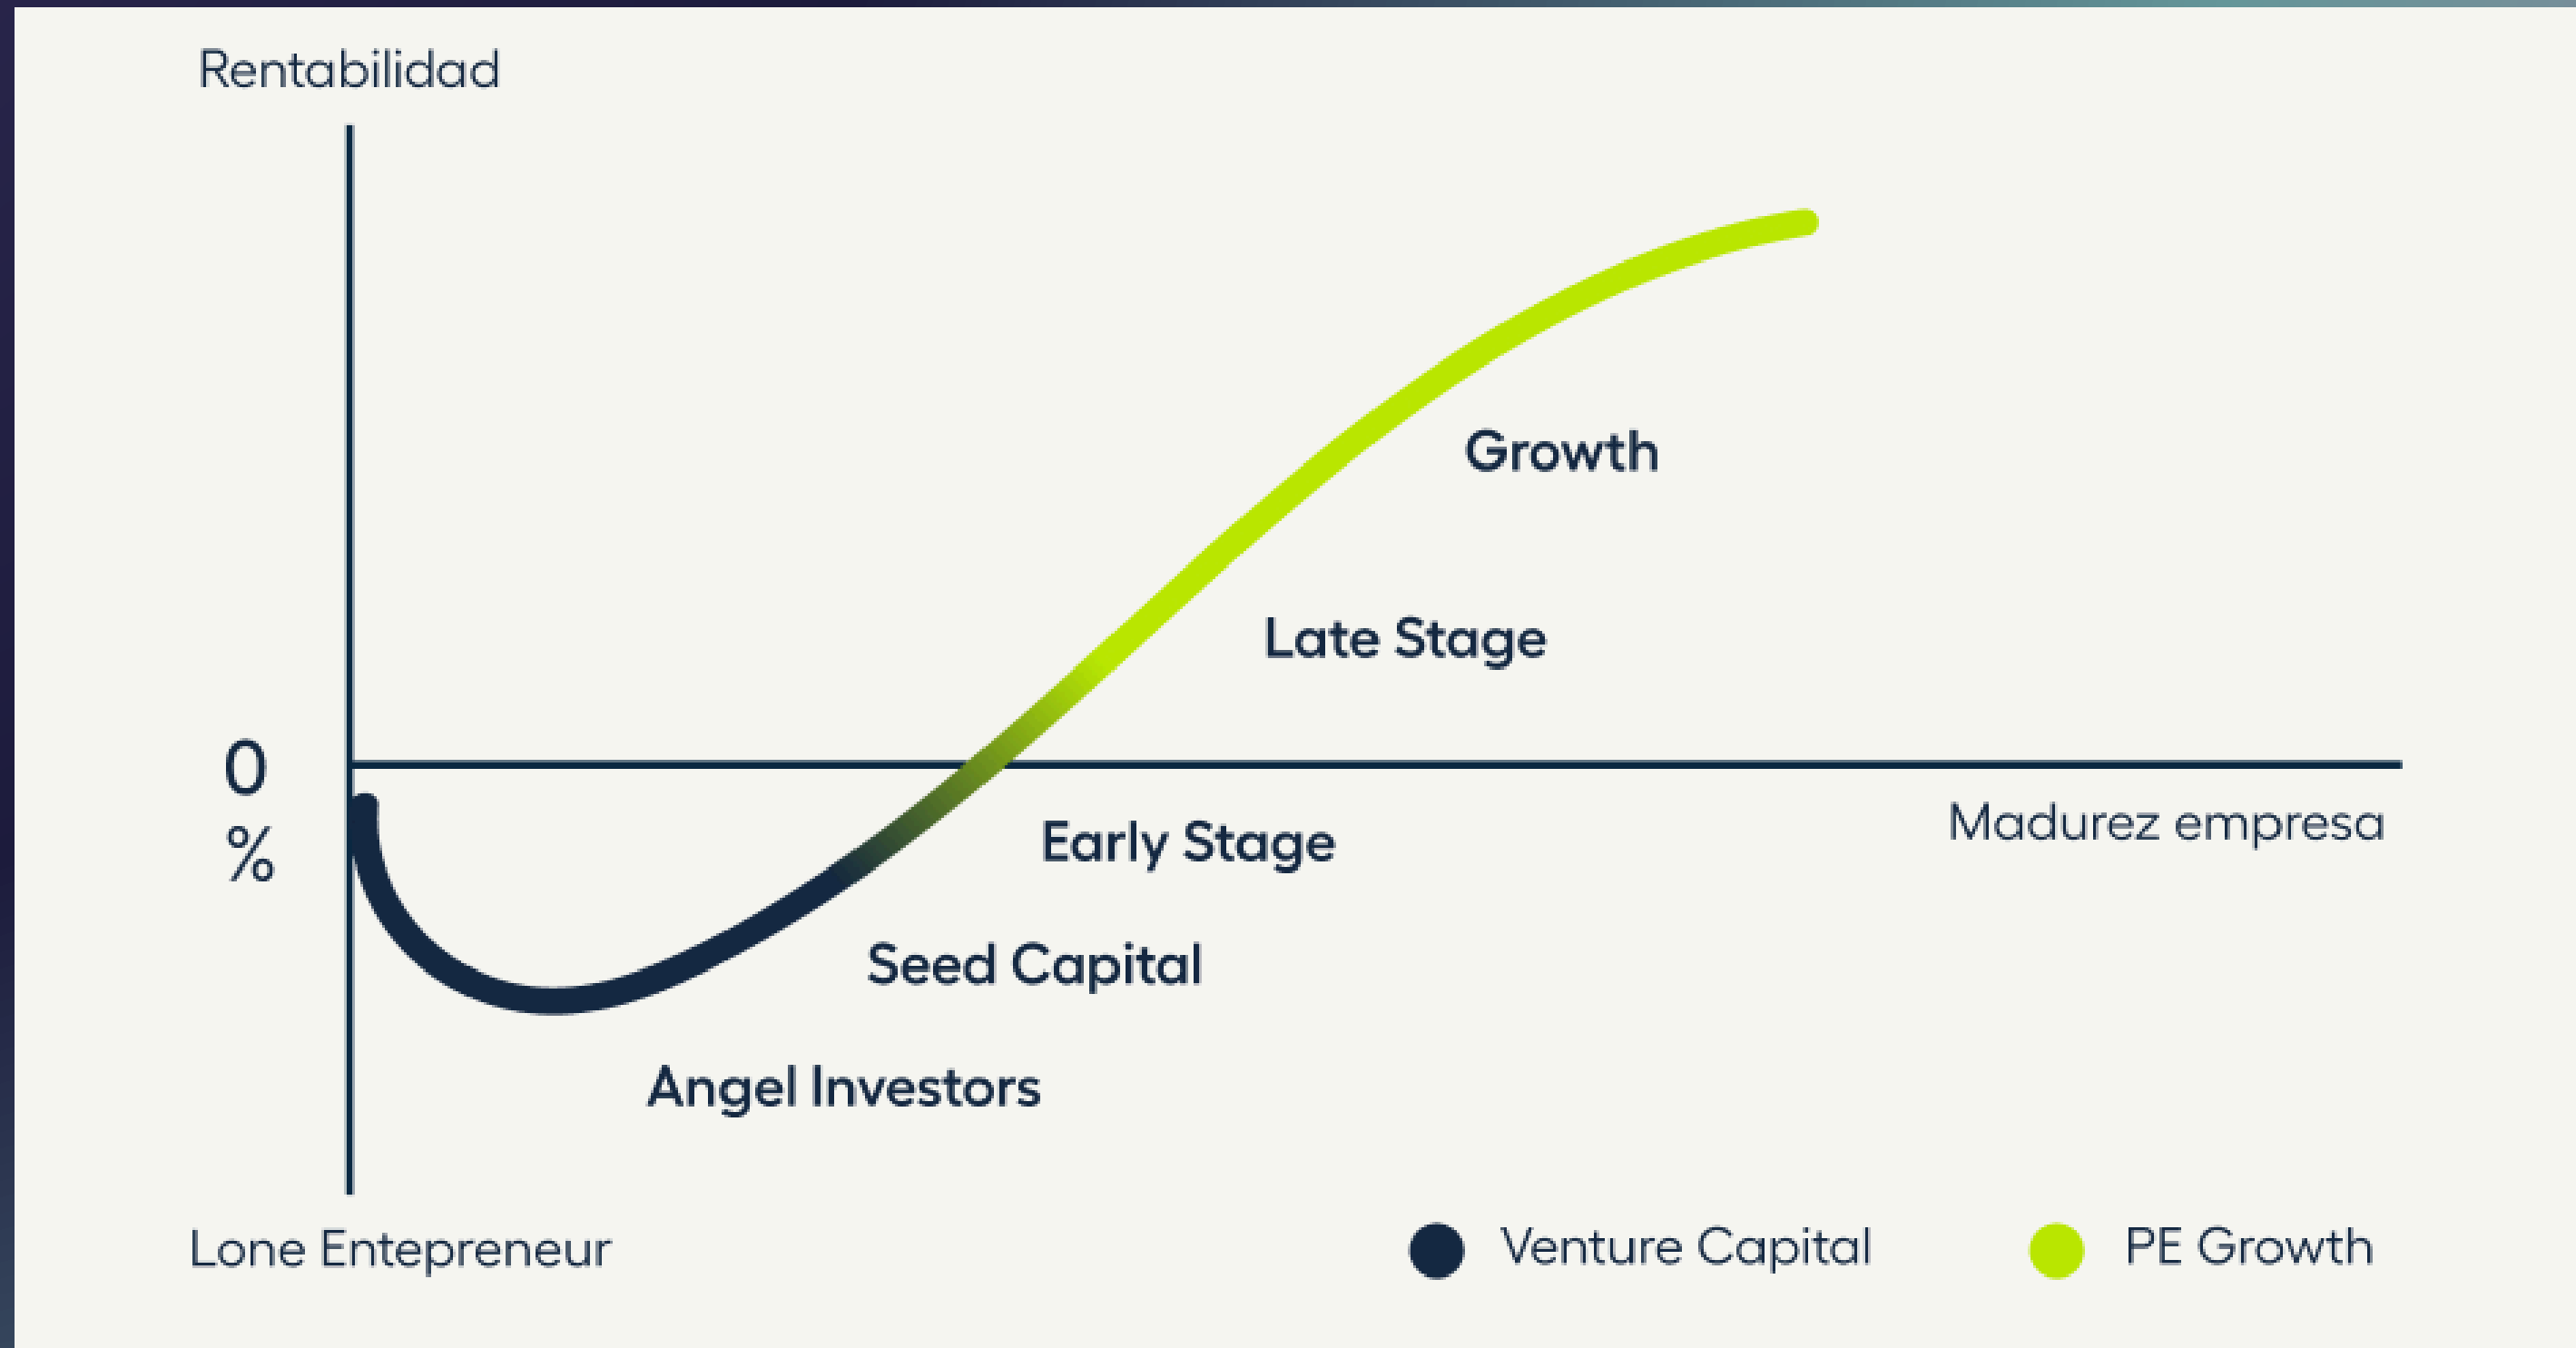 Rentabilidad
Growth
Late Stage
0
%
Madurez empresa
Early Stage
Seed Capital
Angel Investors
Lone Entepreneur
Venture Capital
PE Growth